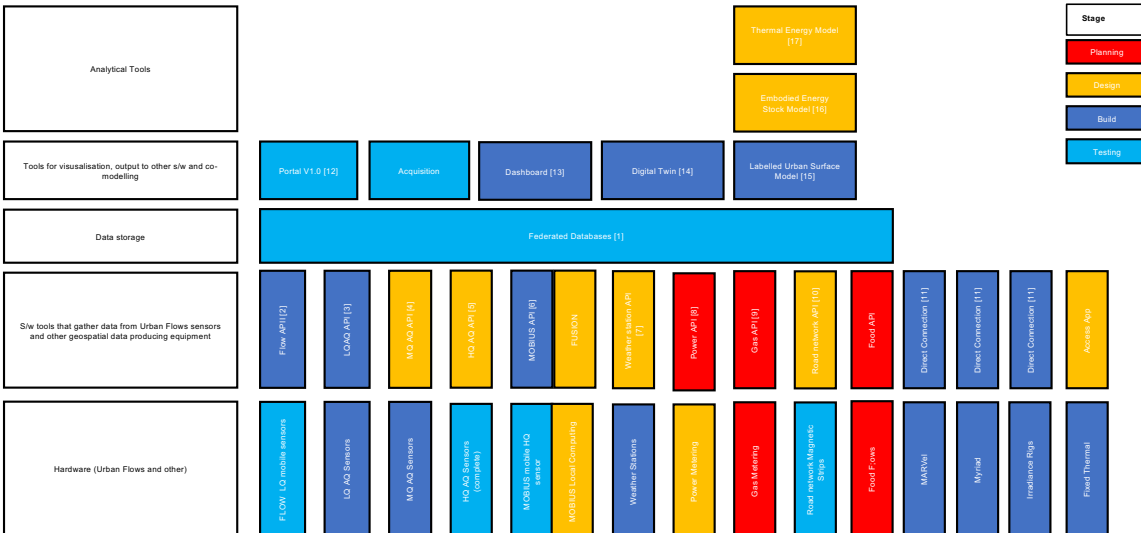 Stage
Planning
Design
Build
Testing
Analytical Tools
Thermal Energy Model
[17]
Embodied Energy
Stock Model [16]
Tools for visusalisation, output to other s/w and co-
modelling
Portal V1.0 [12]
Acquisition
Dashboard [13]
Digital Twin [14]
Labelled Urban Surface
Model [15]
Data storage
Federated Databases [1]
S/w tools that gather data from Urban Flows sensors
and other geospatial data producing equipment
Flow APII [2]
LQAQ API [3]
MQ AQ API [4]
HQ AQ API [5]
MOBIUS API [6]
FUSION
Weather station API
[7]
Power API [8]
Gas API [9]
Road network API [10]
Food API
Direct Connection [11]
Direct Connection [11]
Direct Connection [11]
Access App
Hardware (Urban Flows and other)
FLOW LQ mobile sensors
LQ AQ Sensors
MQ AQ Sensors
HQ AQ Sensors
(complete)
MOBIUS mobile HQ
sensor
MOBIUS Local Computing
Weather Stations
Power Metering
Gas Metering
Road network Magnetic
Strips
Food Flows
MARVel
Myriad
Irradiance Rigs
Fixed Thermal